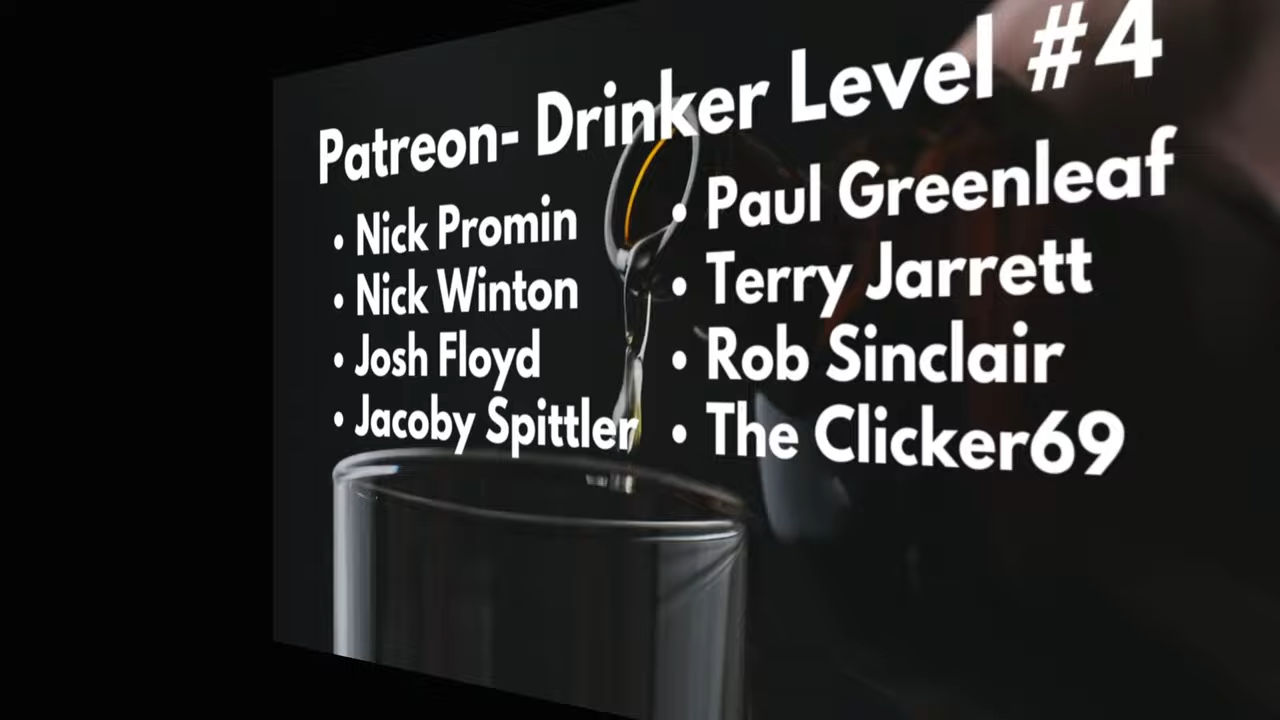 Patreon- Drinker Level #4
• Nick Promin
• Nick Winton
• Josh Floyd
• Jacoby Spittler
• Paul Greenleaf
• Terry Jarrett
• Rob Sinclair
• The Clicker69